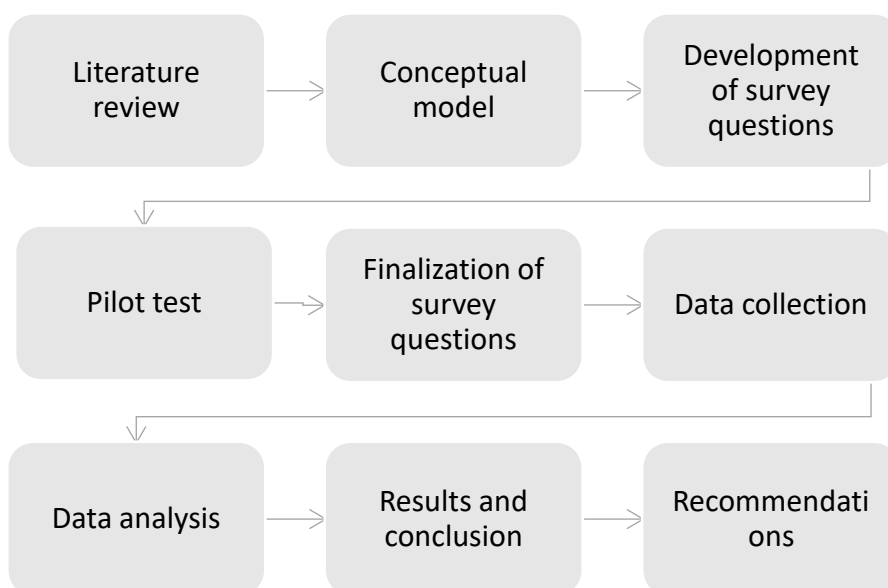 Literature
review
Conceptual
model
Development
of survey
questions
Pilot test
Finalization of
survey
questions
Data collection
Data analysis
Results and
conclusion
Recommendati
ons